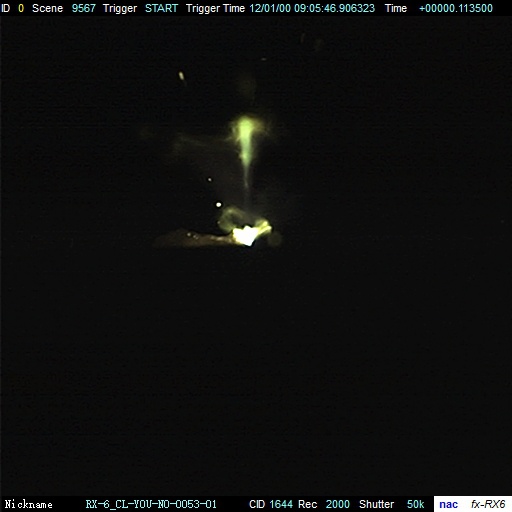 ID 0 Scene 9567 Trigger START Trigger Time 12/01/00 09:05:46.906323 Time +00000.113500
Nickname RX-6_CL-YOU-NO-0053-01 CID 1644 Rec 2000 Shutter 50k nac fx-RX6